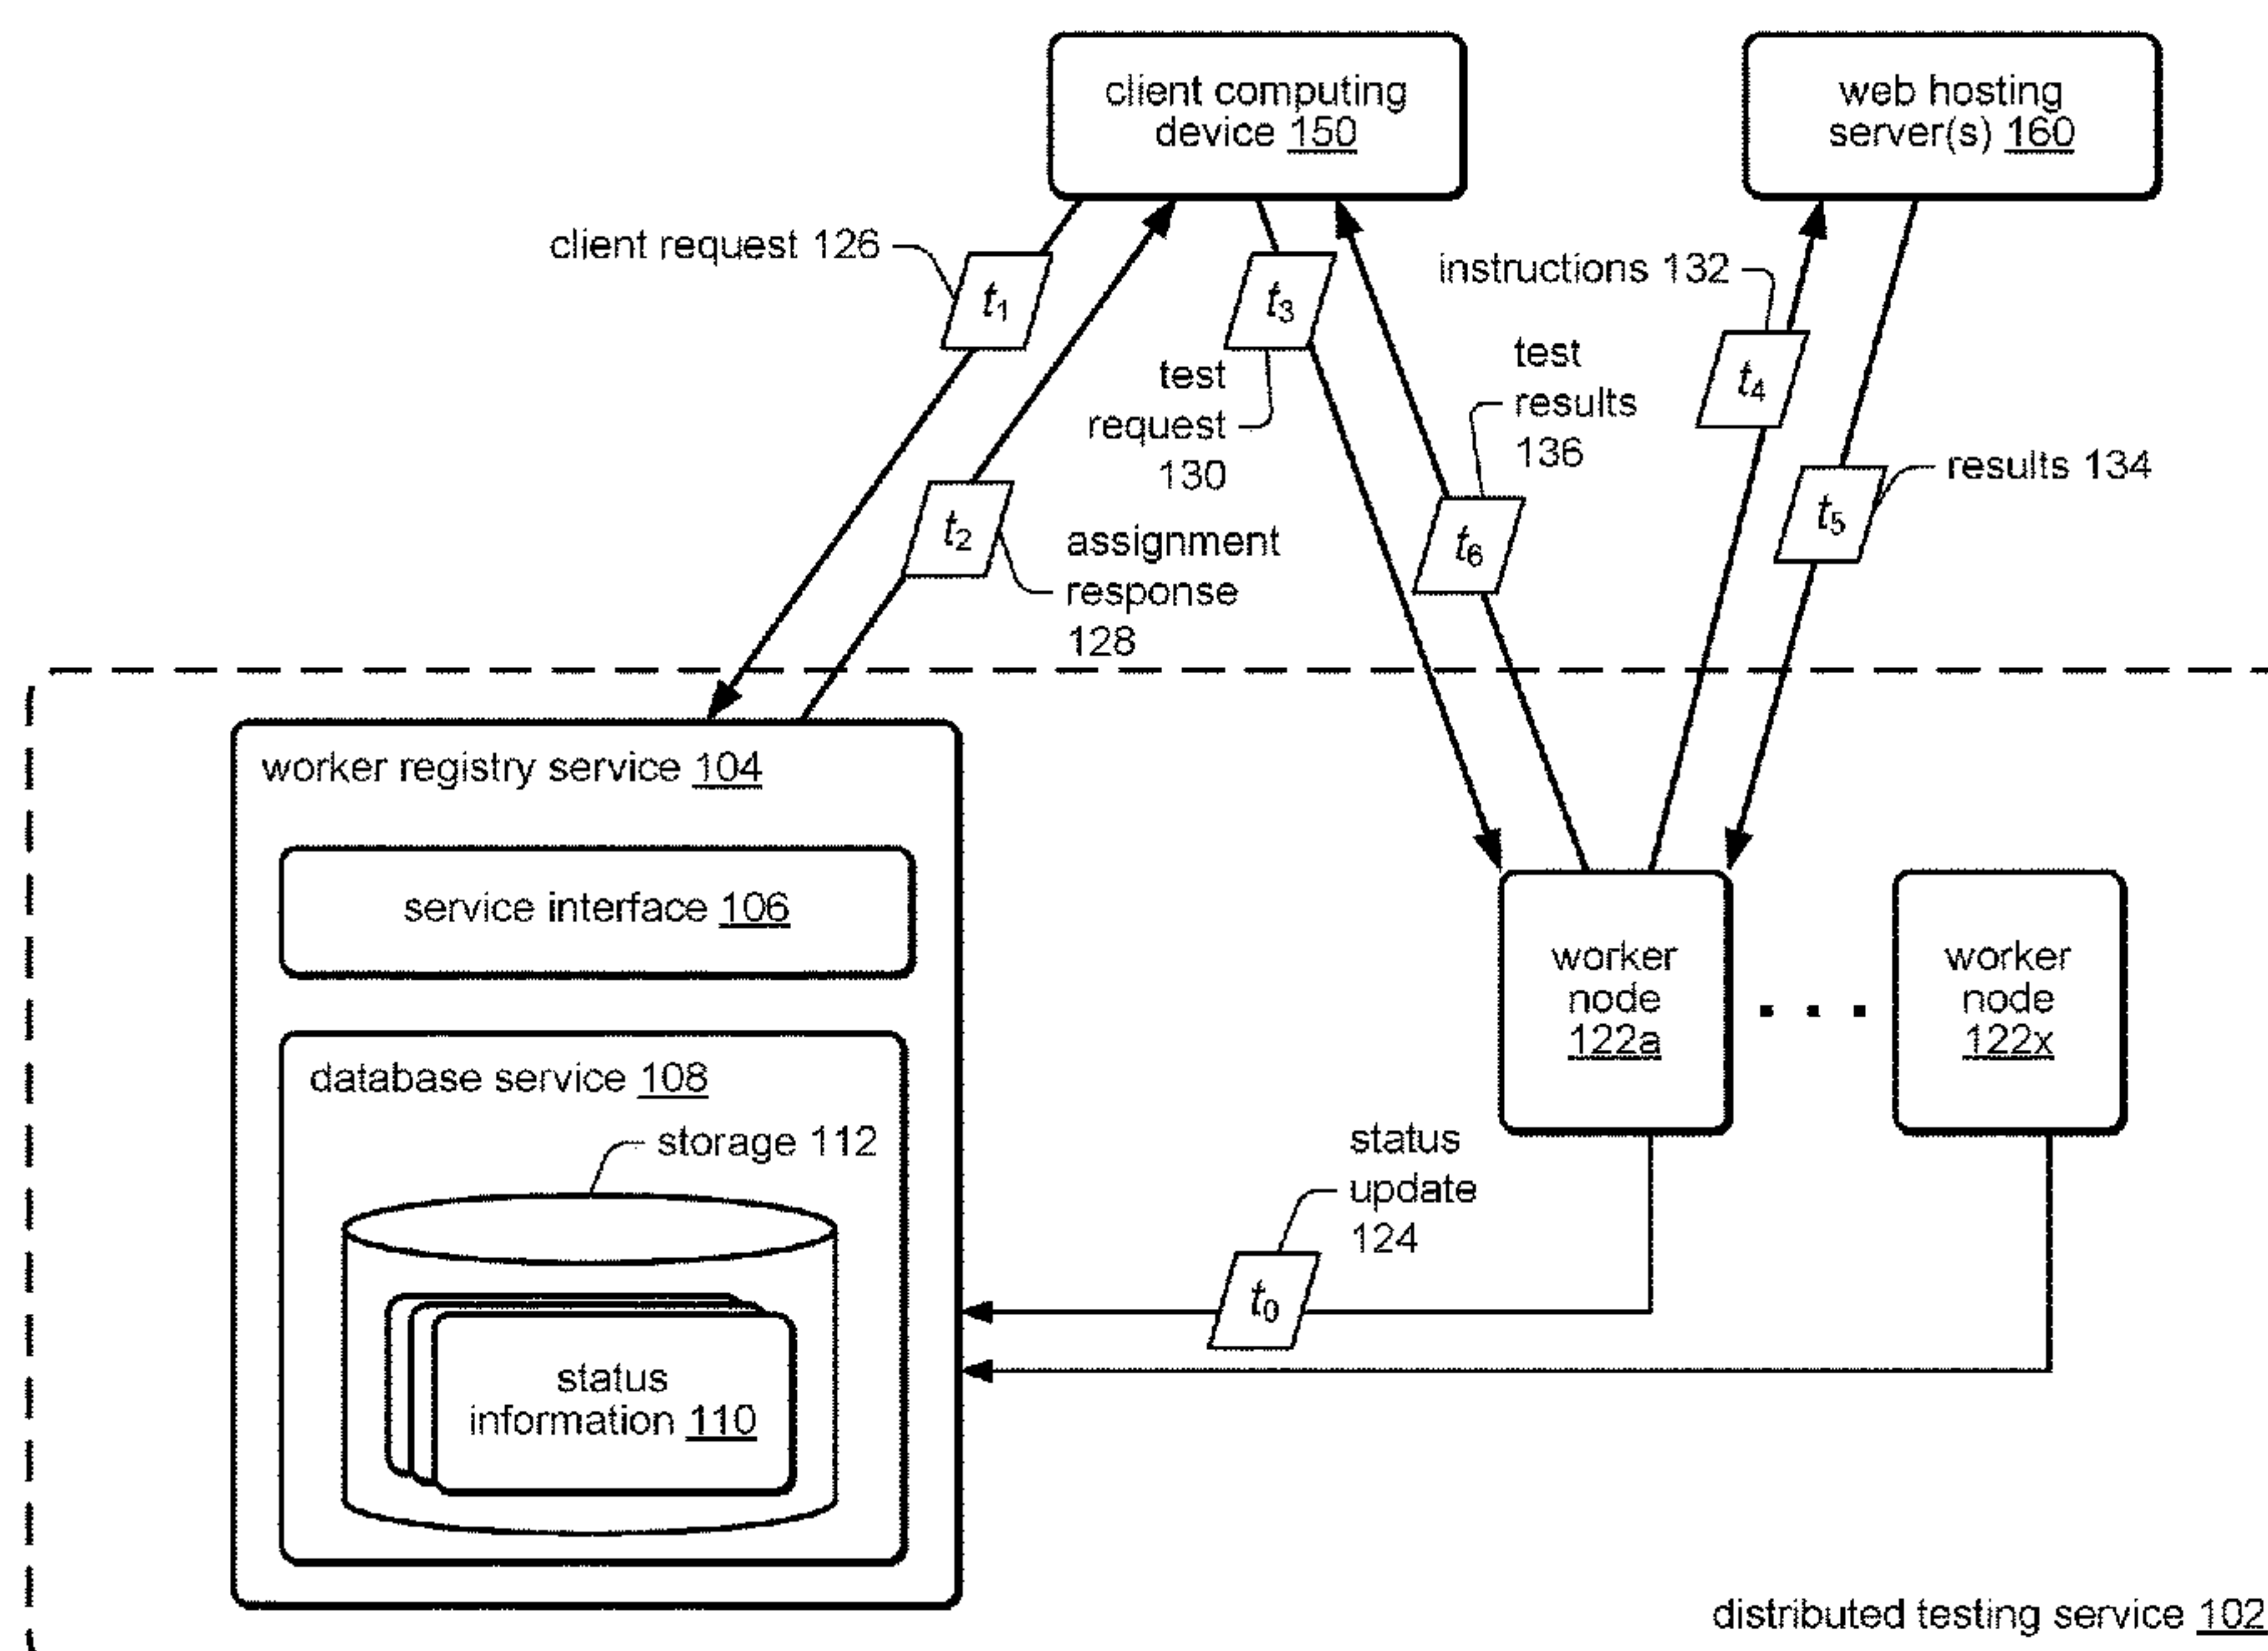 client computing
device 150
web hosting
server(s) 160
client request 126
t1
t2
assignment
response
128
t3
test
request
130
test
results
136
t6
instructions 132
t4
results 134
t5
worker registry service 104
service interface 106
database service 108
storage 112
status
information 110
worker
node
122a
. . .
worker
node
122x
status
update
124
t0
distributed testing service 102